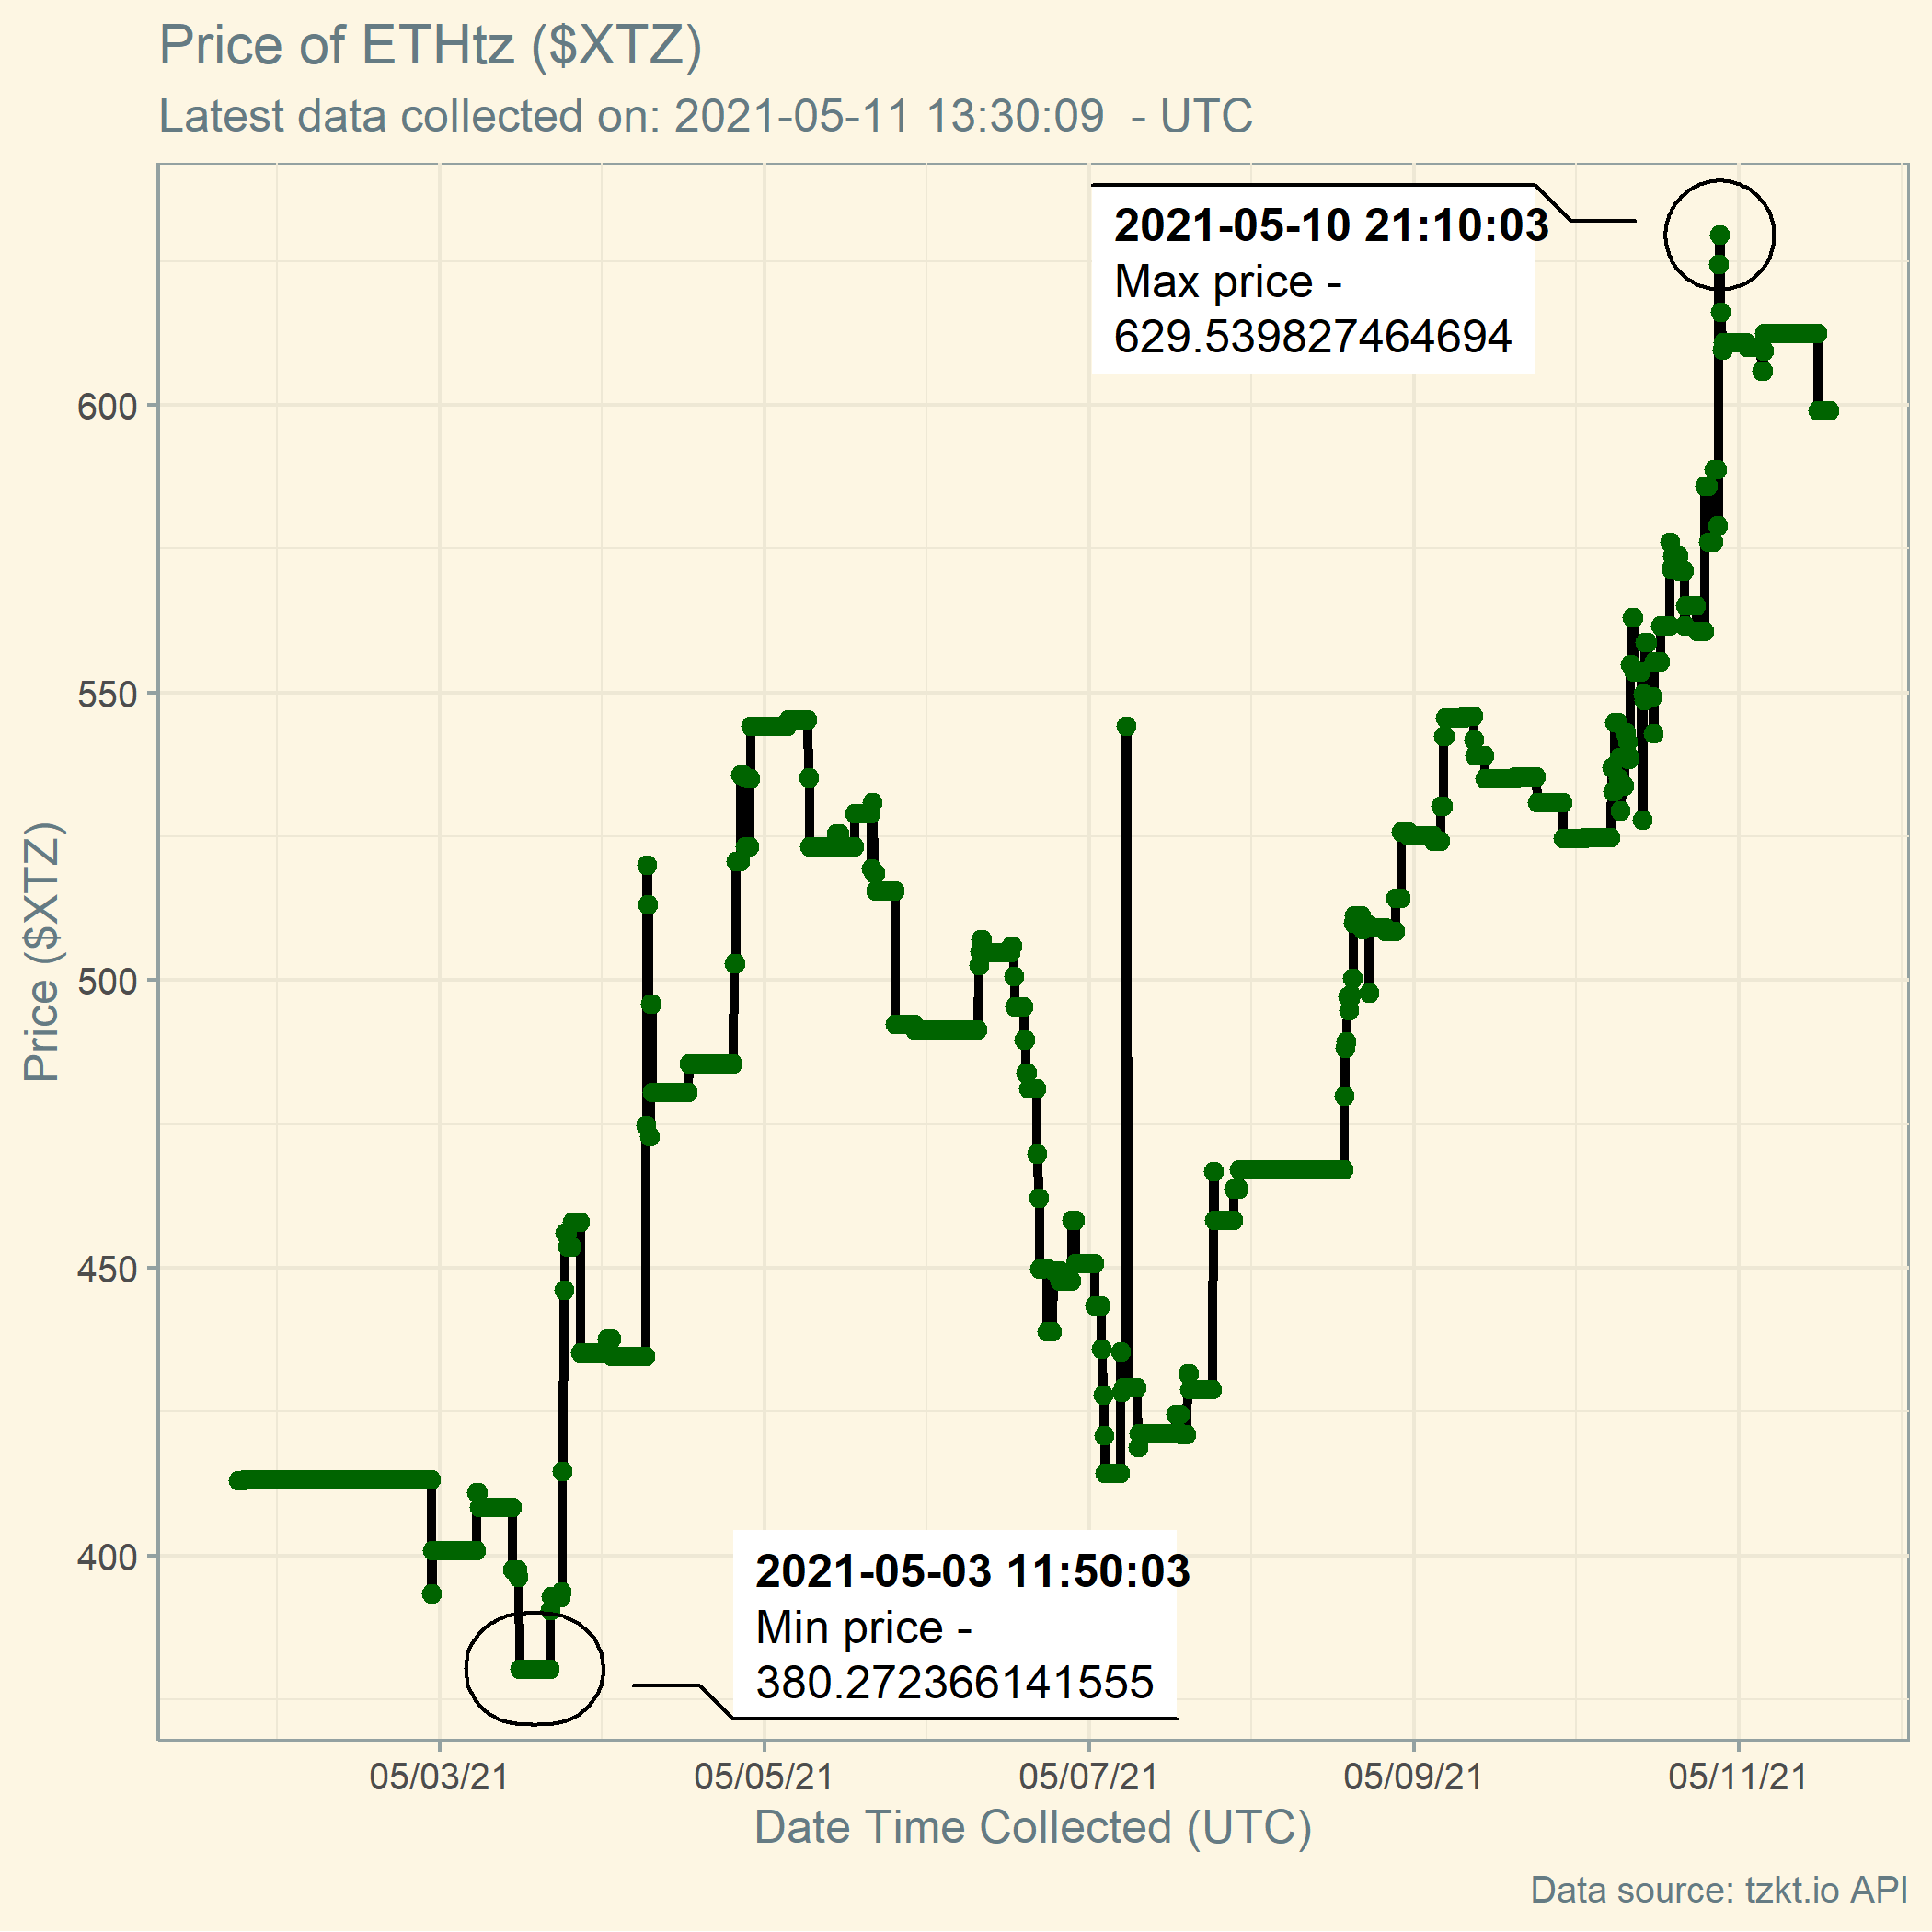 Price of ETHtz ($XTZ)
Latest data collected on: 2021-05-11 13:30:09 - UTC
2021-05-10 21:10:03
Max price -
629.539827464694
600
550
500
450
400
Price ($XTZ)
2021-05-03 11:50:03
Min price -
380.272366141555
05/03/21
05/05/21
05/07/21
05/09/21
05/11/21
Date Time Collected (UTC)
Data source: tzkt.io API